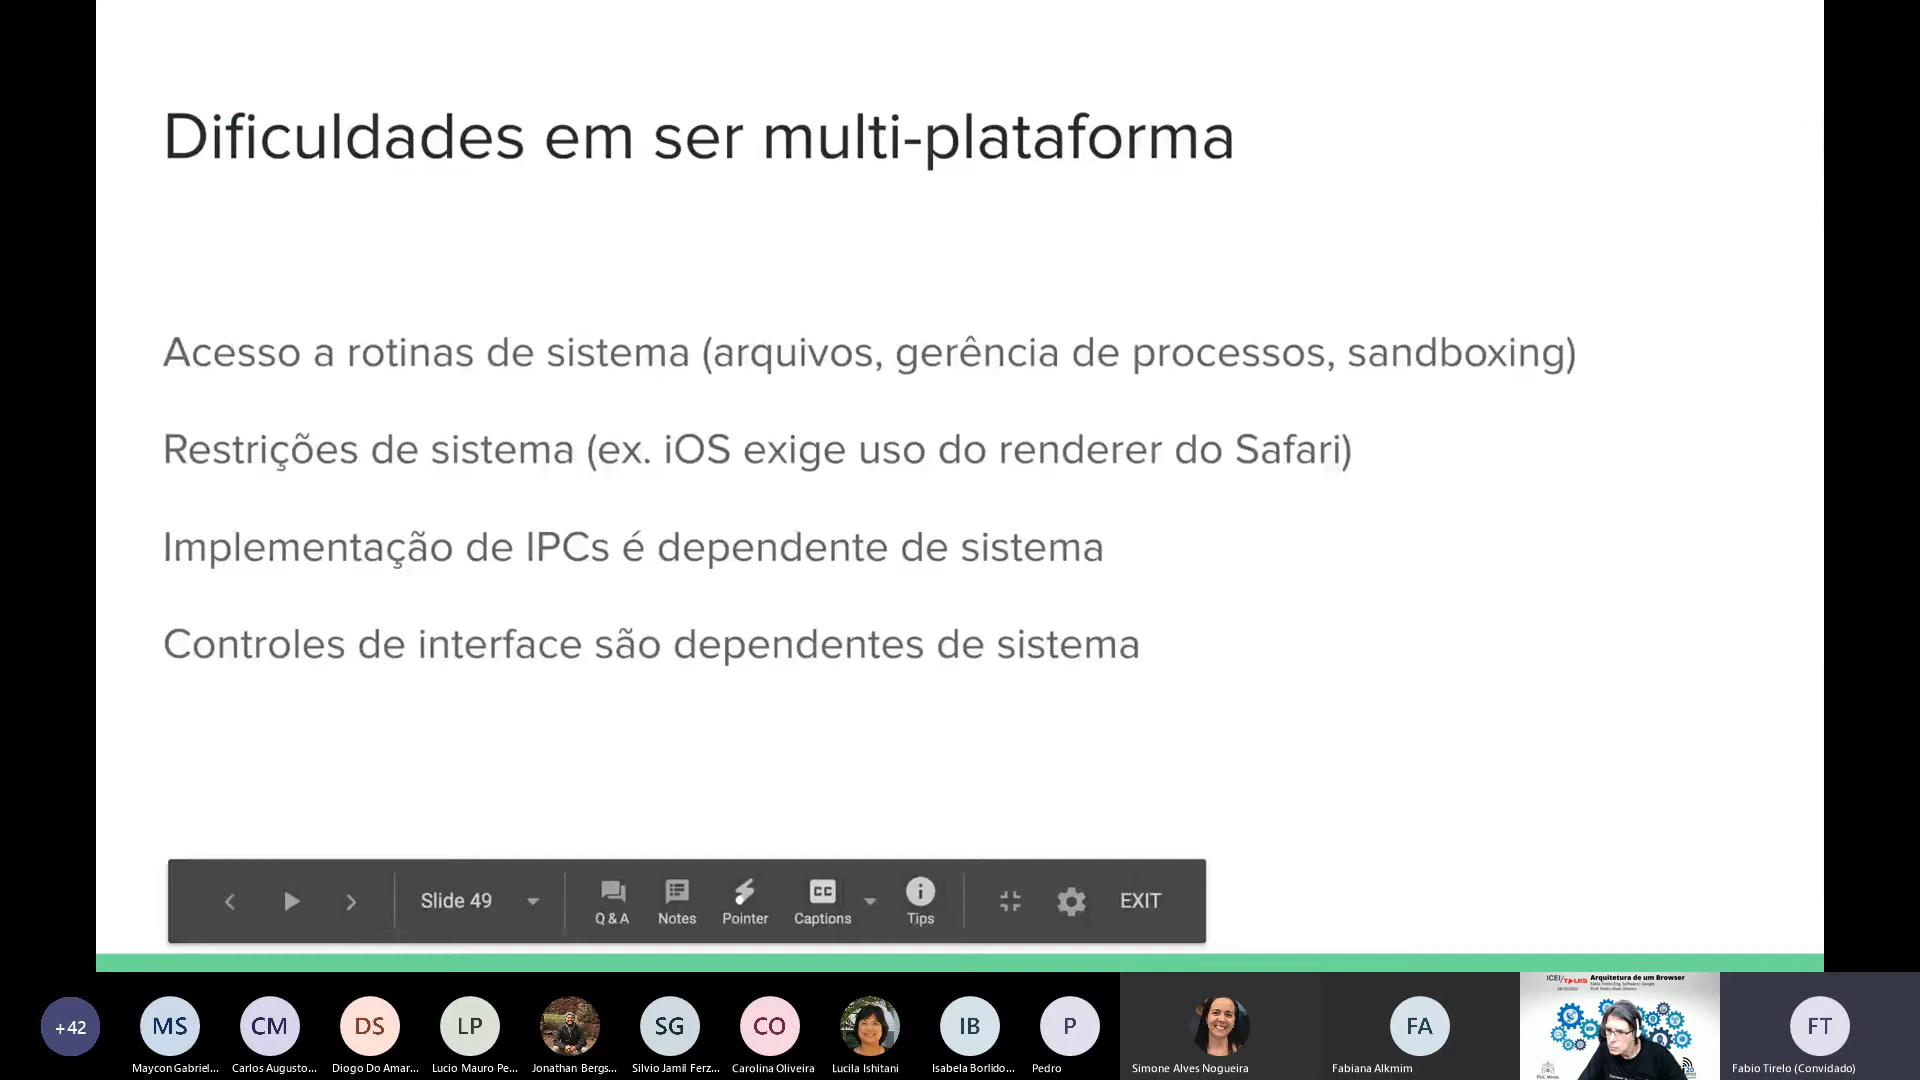 Dificuldades em ser multi-plataforma
Acesso a rotinas de sistema (arquivos, gerência de processos, sandboxing)
Restrições de sistema (ex. iOS exige uso do renderer do Safari)
Implementação de IPCs é dependente de sistema
Controles de interface são dependentes de sistema
Slide 49
Q & A
Notes
Pointer
Captions
Tips
EXIT
+42
MS
CM
DS
LP
SG
CO
IB
P
FA
FT
ICEI/TALKS Arquitetura de um Browser
Maycon Gabriel...
Carlos Augusto...
Diogo Do Amar...
Lucio Mauro Pe...
Jonathan Bergs...
Silvio Jamil Ferz...
Carolina Oliveira
Lucila Ishitani
Isabela Borlido...
Pedro
Simone Alves Nogueira
Fabiana Alkmim
PUC Minas
Fabio Tirelo (Convidado)